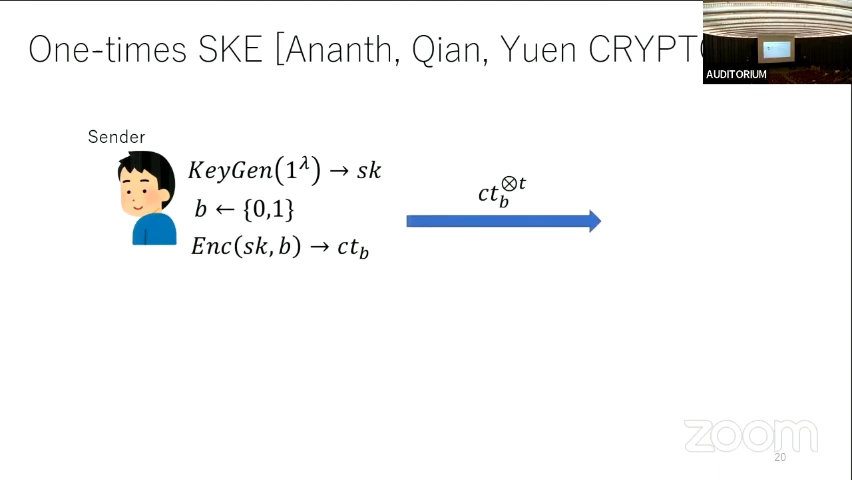 One-times SKE [Ananth, Qian, Yuen CRYPTO
AUDITORIUM
Sender
KeyGen(1^λ) → sk
b ← {0,1}
Enc(sk, b) → ct_b
ct_b^{⊗t}
zoom
20